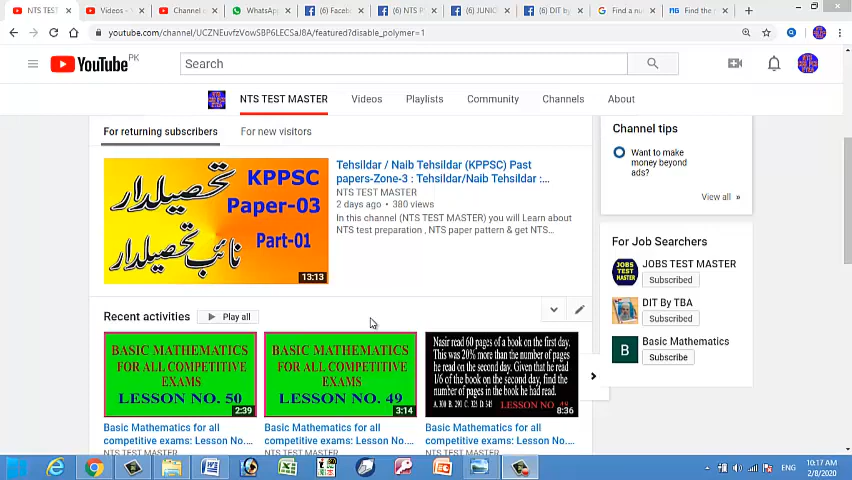 NTS TEST
Videos -
Channel
WhatsApp
(6) Faceb
(6) NTS P
(6) JUNIO
(6) DIT by
Find a nu
Find the
youtube.com/channel/UCZNEuvfzVowSBP6LECSaJ8A/featured?disable_polymer=1
YouTube PK
Search
NTS TEST MASTER Videos Playlists Community Channels About
For returning subscribers For new visitors
تحصیلدار
نائب تحصیلدار
KPPSC
Paper-03
Part-01
13:13
Tehsildar / Naib Tehsildar (KPPSC) Past
papers-Zone-3 : Tehsildar/Naib Tehsildar :...
NTS TEST MASTER
2 days ago • 380 views
In this channel (NTS TEST MASTER) you will Learn about
NTS test preparation , NTS paper pattern & get NTS...
Channel tips
Want to make
money beyond
ads?
View all »
For Job Searchers
JOBS
TEST
MASTER
JOBS TEST MASTER
Subscribed
DIT By TBA
Subscribed
B
Basic Mathematics
Subscribe
Recent activities Play all
BASIC MATHEMATICS
FOR ALL COMPETITIVE
EXAMS
LESSON NO. 50
2:39
Basic Mathematics for all
competitive exams: Lesson No....
BASIC MATHEMATICS
FOR ALL COMPETITIVE
EXAMS
LESSON NO. 49
3:14
Basic Mathematics for all
competitive exams: Lesson No....
Nasir read 60 pages of a book on the first day.
This was 20% more than the number of pages
he read on the second day. Given that he read
1/6 of the book on the second day, find the
number of pages in the book he had read.
A. 300 B. 291 C. 325 D. 345
LESSON NO.
8:36
Basic Mathematics for all
competitive exams: Lesson No....
ENG
10:17 AM
2/8/2020